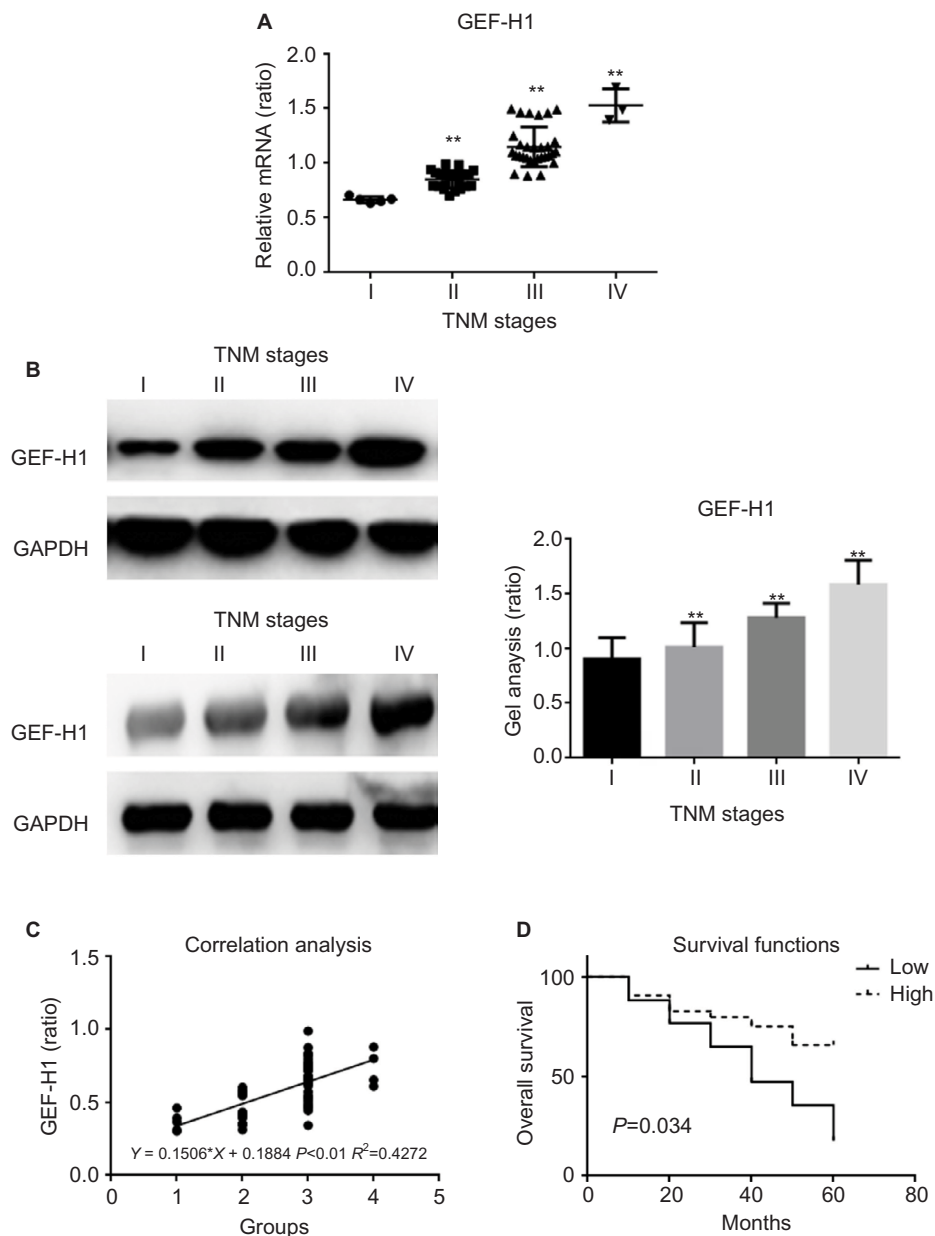 A
GEF-H1
Relative mRNA (ratio)
2.0
1.5
1.0
0.5
0.0
**
**
**
I II III IV
TNM stages
B
TNM stages
I II III IV
GEF-H1
GAPDH
TNM stages
I II III IV
GEF-H1
GAPDH
GEF-H1
Gel anaysis (ratio)
2.0
1.5
1.0
0.5
0.0
**
**
**
I II III IV
TNM stages
C
Correlation analysis
GEF-H1 (ratio)
1.5
1.0
0.5
0.0
Y = 0.1506*X + 0.1884 P<0.01 R²=0.4272
0 1 2 3 4 5
Groups
D
Survival functions
Low
High
Overall survival
100
50
0
P=0.034
0 20 40 60 80
Months